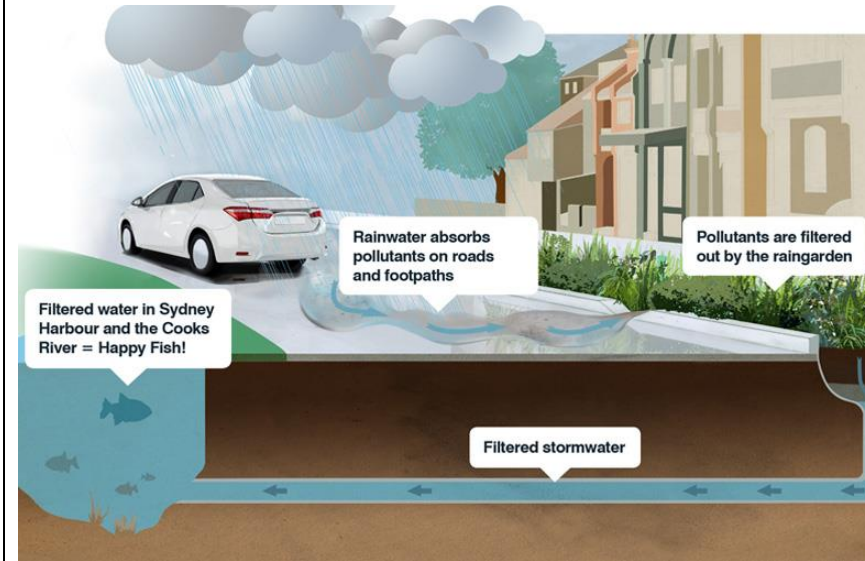 Rainwater absorbs
pollutants on roads
and footpaths
Pollutants are filtered
out by the raingarden
Filtered water in Sydney
Harbour and the Cooks
River = Happy Fish!
Filtered stormwater